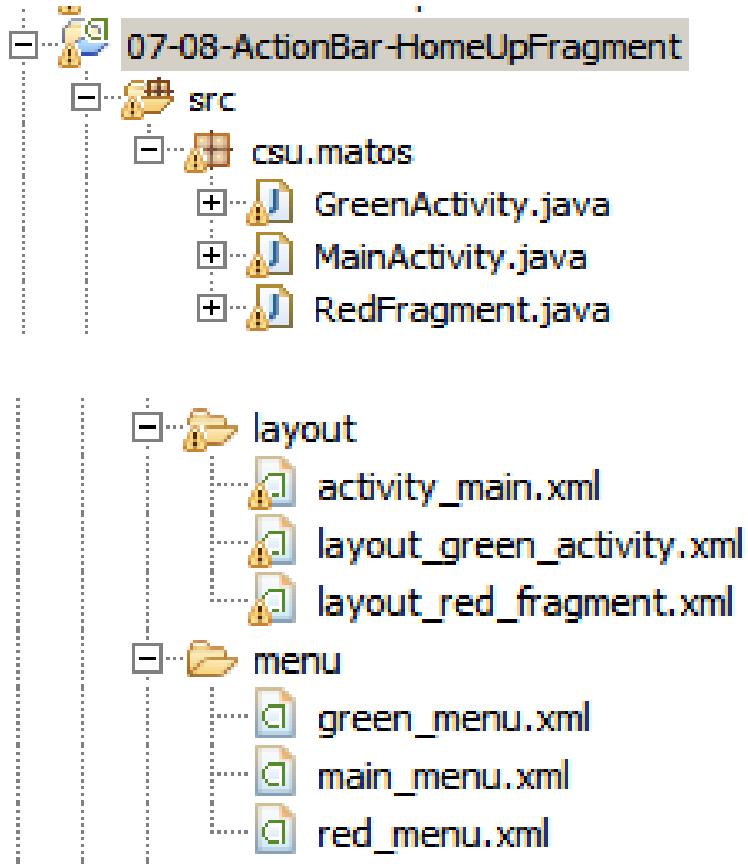 07-08-ActionBar-HomeUpFragment
src
csu.matos
GreenActivity.java
MainActivity.java
RedFragment.java
layout
activity_main.xml
layout_green_activity.xml
layout_red_fragment.xml
menu
green_menu.xml
main_menu.xml
red_menu.xml